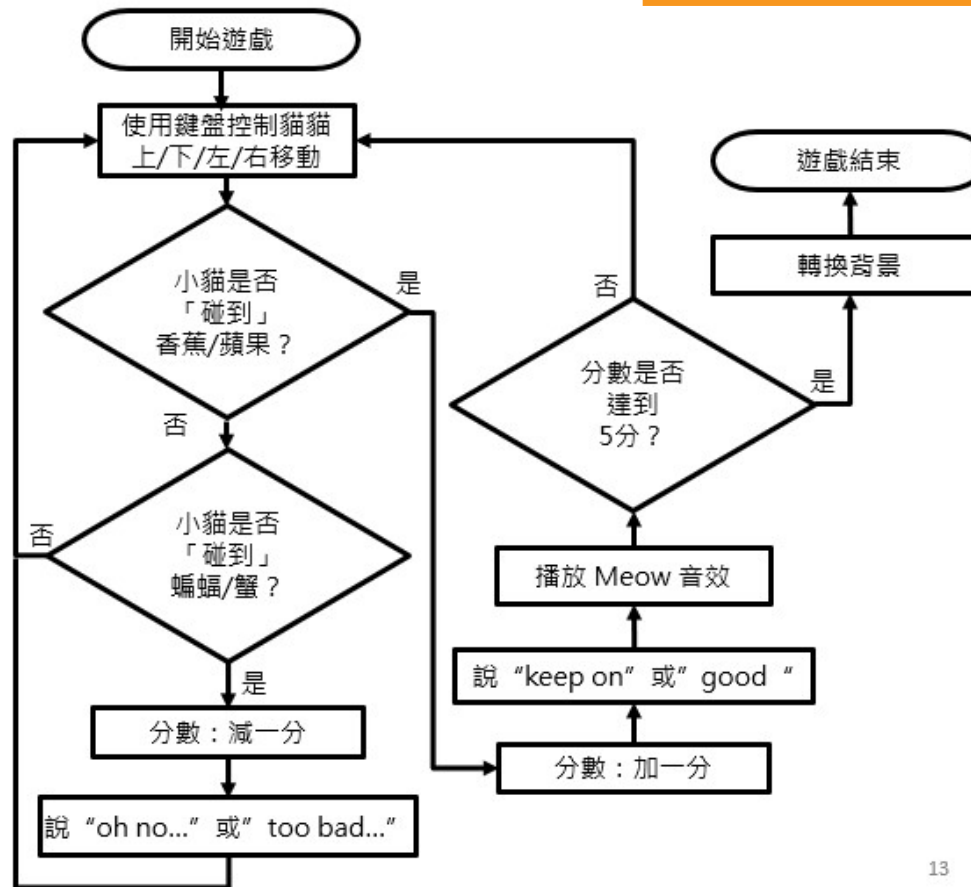 開始遊戲
使用鍵盤控制貓貓
上/下/左/右移動
小貓是否
「碰到」
香蕉/蘋果？
是
否
小貓是否
「碰到」
蝙蝠/蟹？
否
是
分數：減一分
說“oh no...”或”too bad...”
分數：加一分
說“keep on”或”good“
播放 Meow 音效
分數是否
達到
5分？
否
是
轉換背景
遊戲結束
13